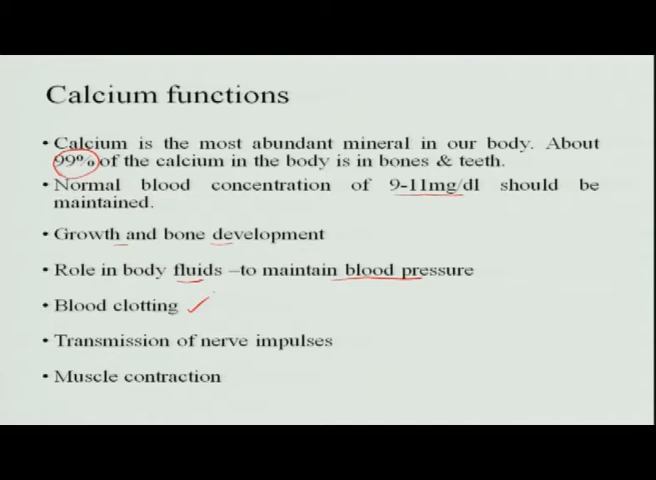 Calcium functions
• Calcium is the most abundant mineral in our body. About
99% of the calcium in the body is in bones & teeth.
• Normal blood concentration of 9-11mg/dl should be
maintained.
• Growth and bone development
• Role in body fluids –to maintain blood pressure
• Blood clotting
• Transmission of nerve impulses
• Muscle contraction